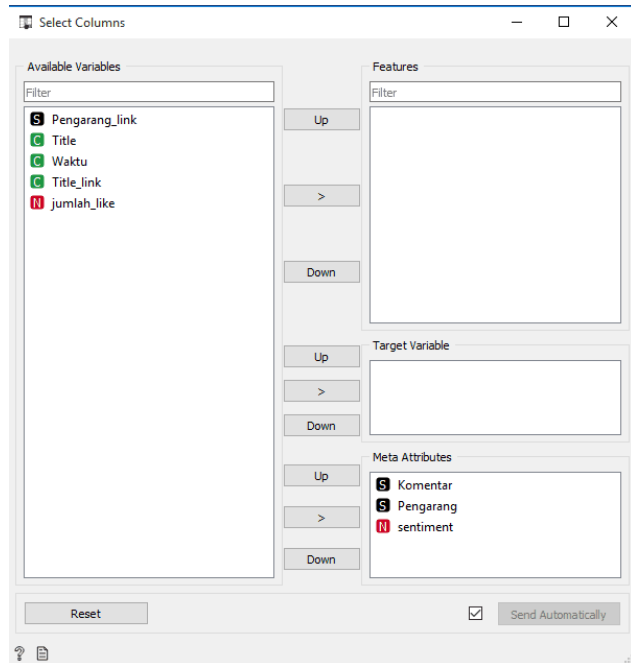 Select Columns
Available Variables
Filter
S Pengarang_link
C Title
C Waktu
C Title_link
N jumlah_like
Up
>
Down
Up
>
Down
Up
>
Down
Features
Filter
Target Variable
Meta Attributes
S Komentar
S Pengarang
N sentiment
Reset
Send Automatically
?